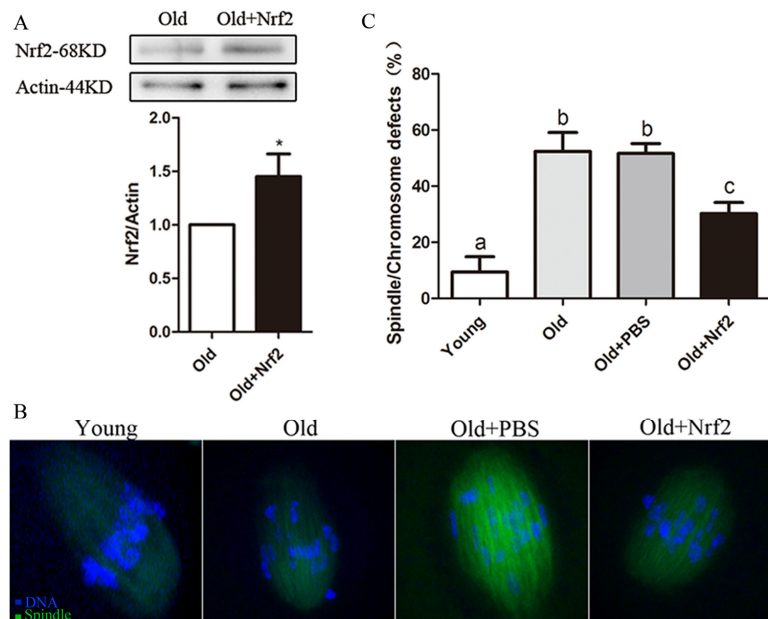 A
Old Old+Nrf2
Nrf2-68KD
Actin-44KD
2.0
1.5
1.0
0.5
0.0
Nrf2/Actin
*
Old
Old+Nrf2
C
Spindle/Chromosome defects (%)
80
60
40
20
0
a
b
b
c
Young
Old
Old+PBS
Old+Nrf2
B
Young Old Old+PBS Old+Nrf2
DNA
Spindle